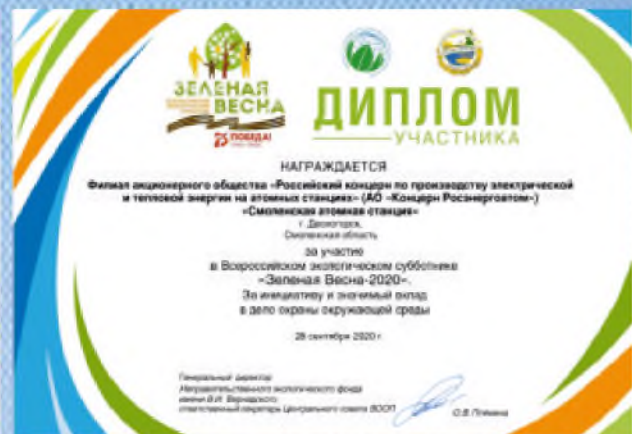 ЗЕЛЕНАЯ
ВЕСНА
75 ПОБЕДА!
ДИПЛОМ
УЧАСТНИКА
НАГРАЖДАЕТСЯ
Филиал акционерного общества «Российский концерн по производству электрической
и тепловой энергии на атомных станциях» (АО «Концерн Росэнергоатом»)
«Смоленская атомная станция»
г. Десногорск,
Смоленская область
за участие
в Всероссийском экологическом субботнике
«Зеленая Весна-2020».
За инициативу и значимый вклад
в дело охраны окружающей среды
28 сентября 2020 г.
Генеральный директор
Неправительственного экологического фонда
имени В.И. Вернадского
ответственный секретарь Центрального совета ВООП
О.В. Плямина